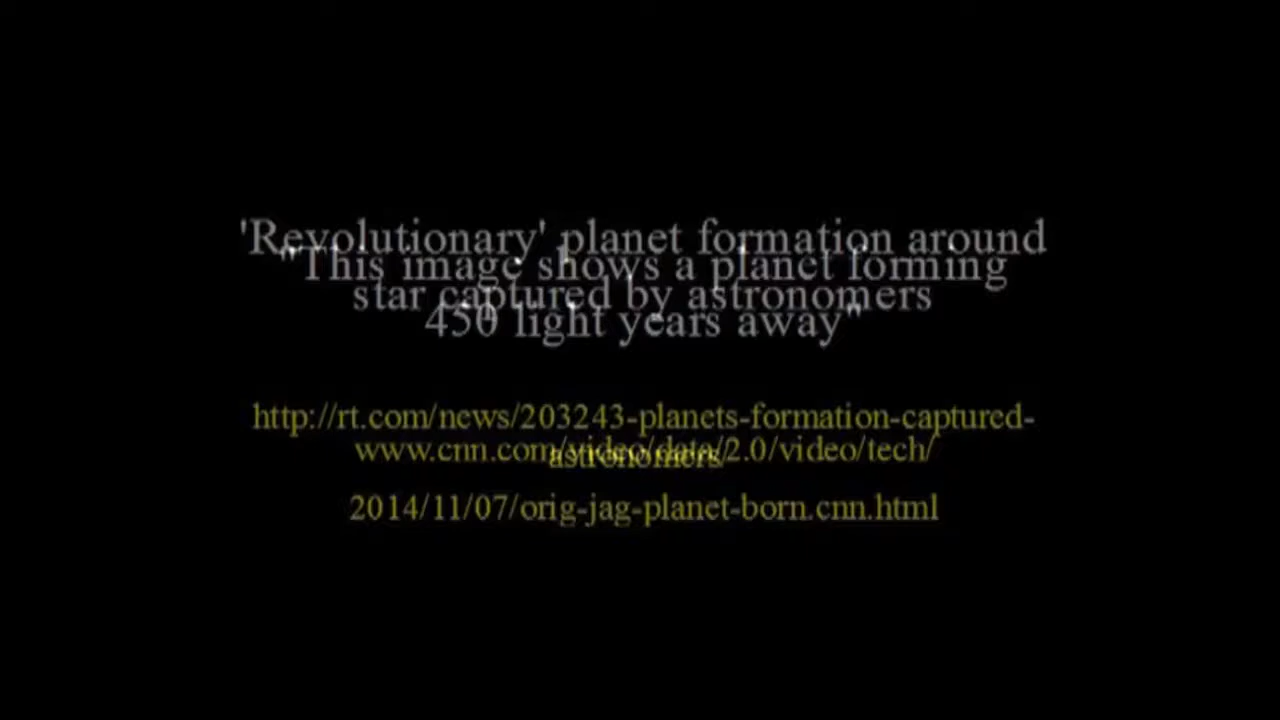 'Revolutionary' planet formation around
"This image shows a planet forming
star captured by astronomers
450 light years away"
http://rt.com/news/203243-planets-formation-captured-
www.cnn.com/video/data/2.0/video/tech/
astronomers/
2014/11/07/orig-jag-planet-born.cnn.html